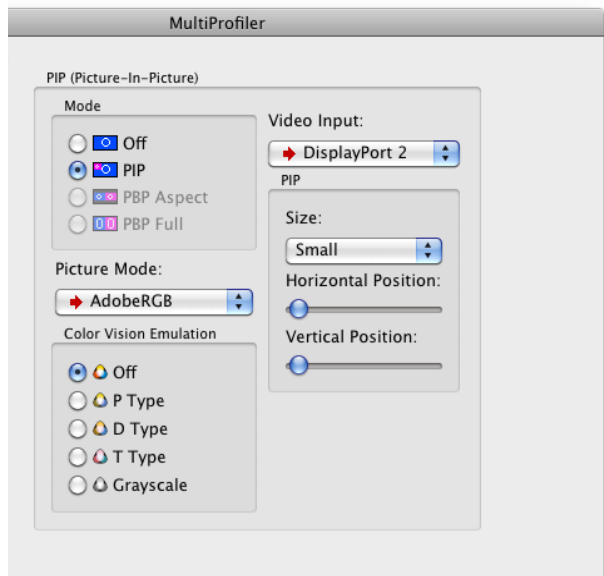 MultiProfiler
PIP (Picture-In-Picture)
Mode
Off
PIP
PBP Aspect
PBP Full
Picture Mode:
AdobeRGB
Color Vision Emulation
Off
P Type
D Type
T Type
Grayscale
Video Input:
DisplayPort 2
PIP
Size:
Small
Horizontal Position:
Vertical Position: